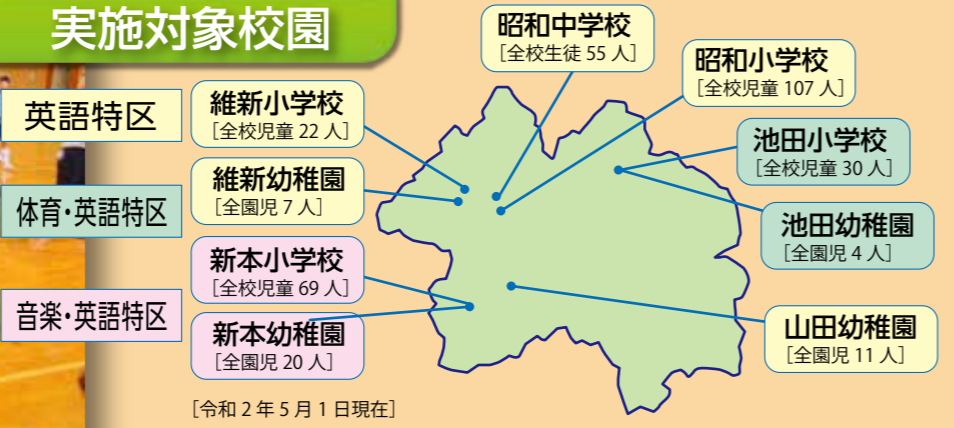 実施対象校園
英語特区
体育・英語特区
音楽・英語特区
昭和中学校
[全校生徒 55 人]
昭和小学校
[全校児童 107 人]
維新小学校
[全校児童 22 人]
池田小学校
[全校児童 30 人]
維新幼稚園
[全園児 7 人]
池田幼稚園
[全園児 4 人]
新本小学校
[全校児童 69 人]
新本幼稚園
[全園児 20 人]
山田幼稚園
[全園児 11 人]
[令和 2 年 5 月 1 日現在]